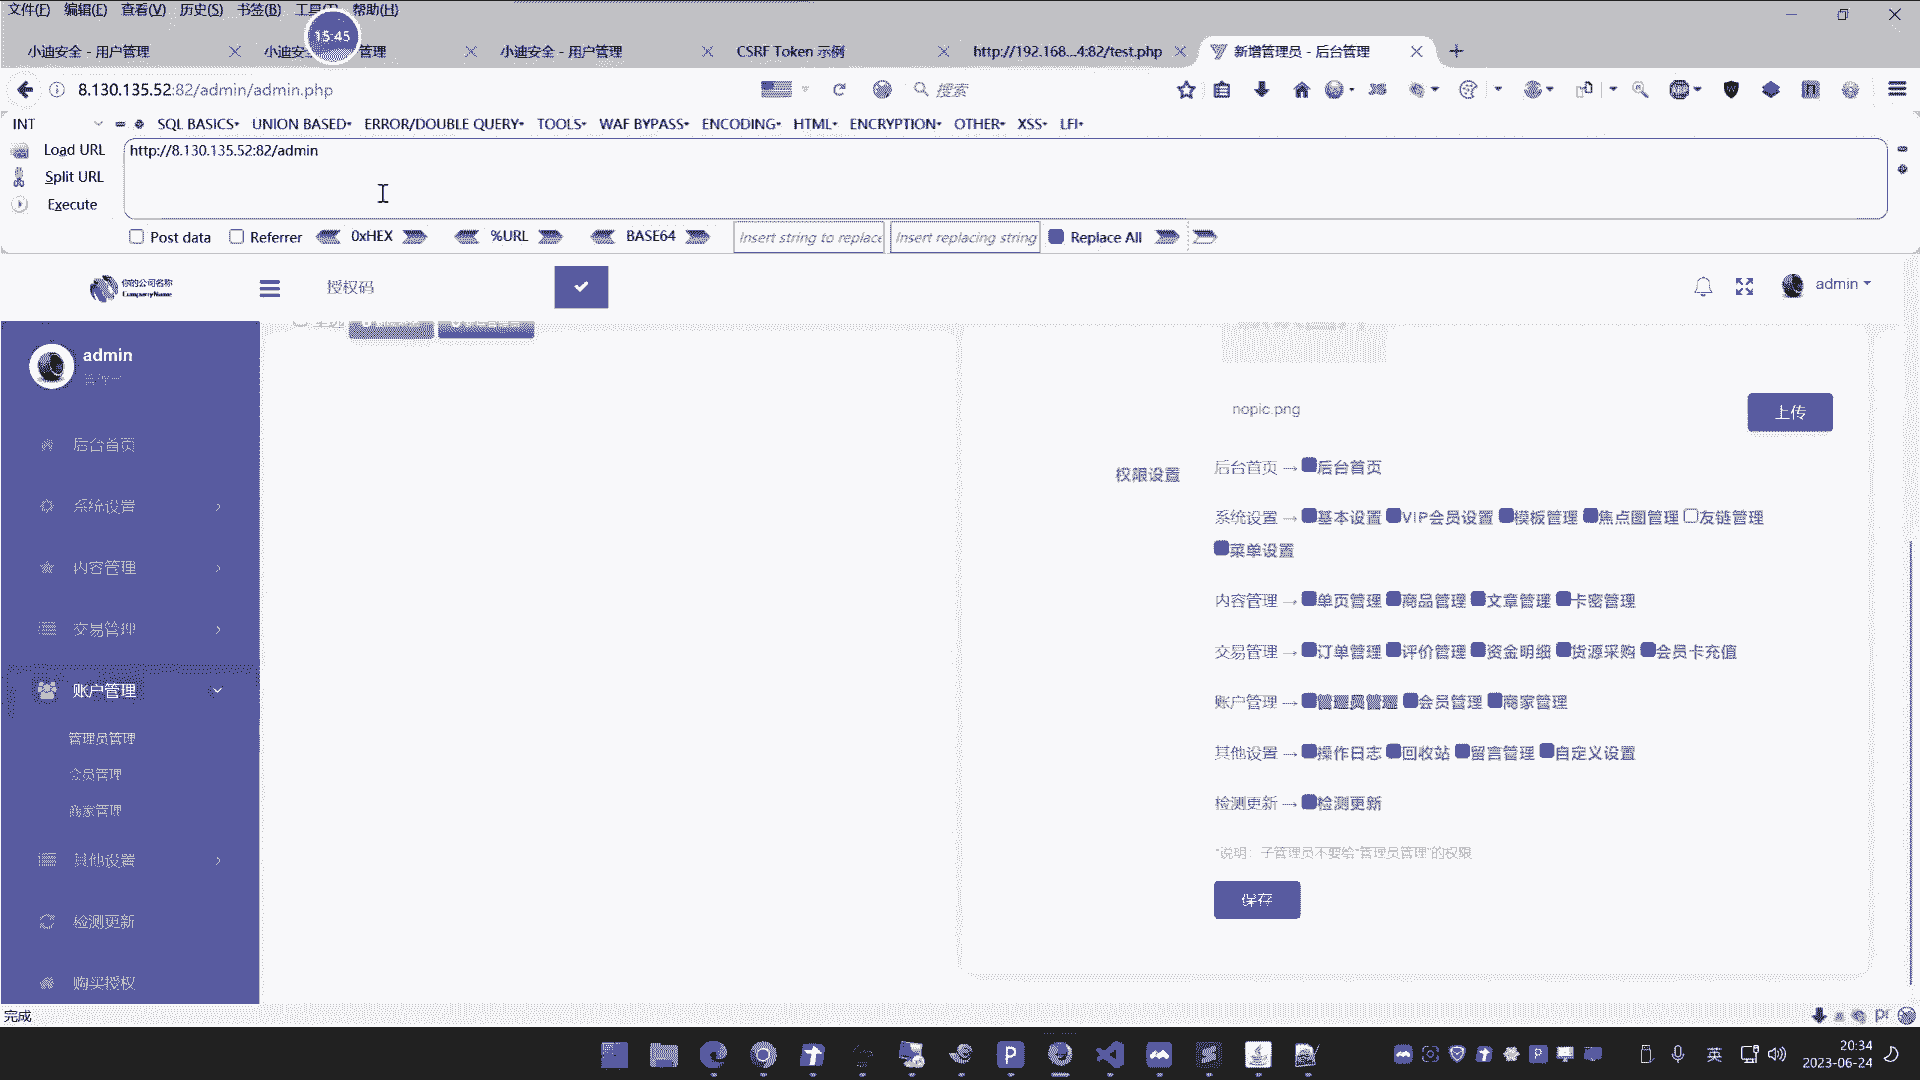 文件(F) 编辑(E) 查看(V) 历史(S) 书签(B) 工具(T) 帮助(H)
15:45
小迪安全 - 用户管理
管理
小迪安全 - 用户管理
CSRF Token 示例
http://192.168...4:82/test.php
新增管理员 - 后台管理
8.130.135.52:82/admin/admin.php
搜索
INT
SQL BASICS UNION BASED ERROR/DOUBLE QUERY TOOLS WAF BYPASS ENCODING HTML ENCRYPTION OTHER XSS LFI
Load URL
http://8.130.135.52:82/admin
Split URL
Execute
Post data Referrer 0xHEX %URL BASE64 Insert string to replace Insert replacing string Replace All
你的公司名称
CompanyName
授权码
admin
admin
后台首页
系统设置
内容管理
交易管理
账户管理
管理员管理
会员管理
商家管理
其他设置
检测更新
购买授权
nopic.png
上传
权限设置
后台首页 → 后台首页
系统设置 → 基本设置 VIP会员设置 模板管理 焦点图管理 友链管理
菜单设置
内容管理 → 单页管理 商品管理 文章管理 卡密管理
交易管理 → 订单管理 评价管理 资金明细 货源采购 会员卡充值
账户管理 → 管理员管理 会员管理 商家管理
其他设置 → 操作日志 回收站 留言管理 自定义设置
检测更新 → 检测更新
*说明：子管理员不要给“管理员管理”的权限
保存
完成
英
20:34
2023-06-24